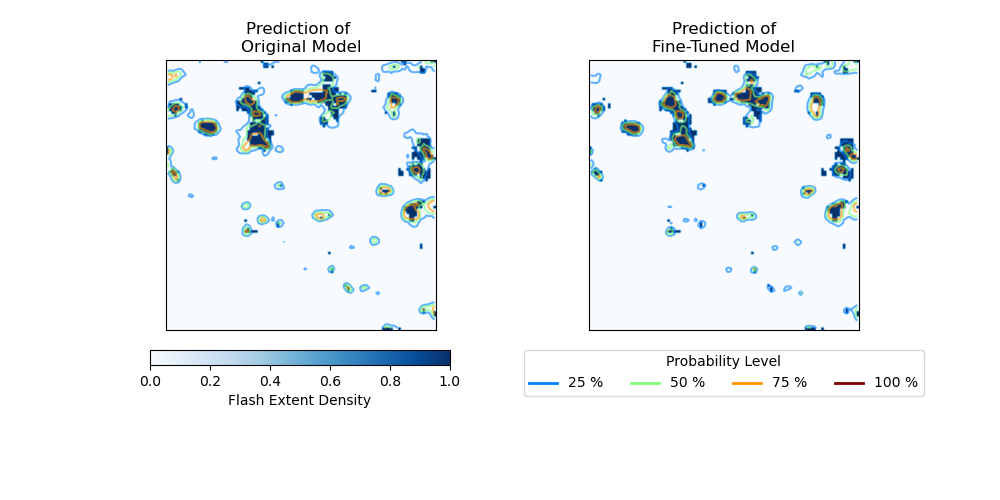 Prediction of
Original Model
Prediction of
Fine-Tuned Model
0.0 0.2 0.4 0.6 0.8 1.0
Flash Extent Density
Probability Level
25 % 50 % 75 % 100 %